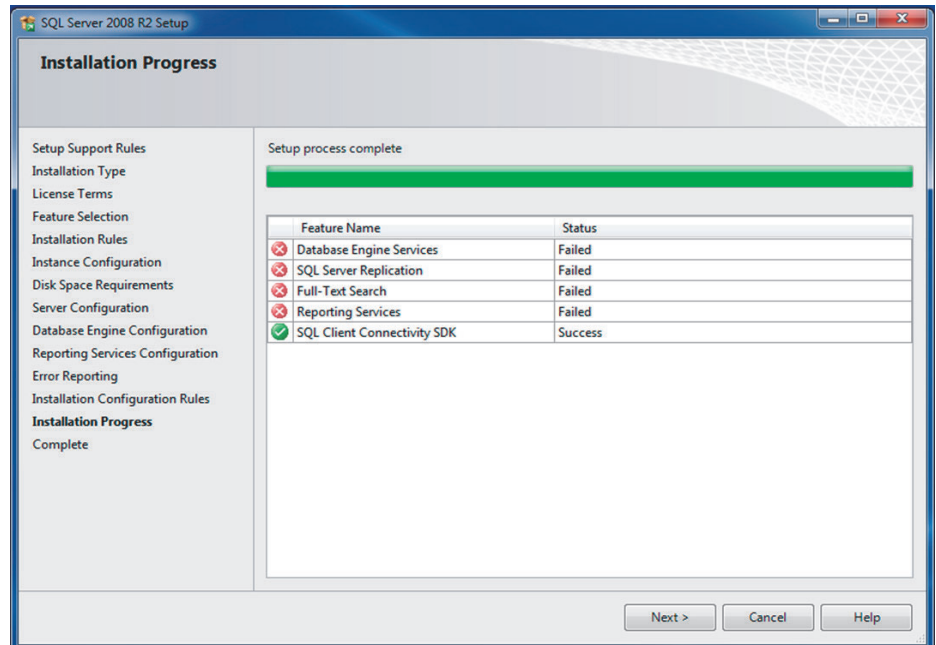 SQL Server 2008 R2 Setup
Installation Progress
Setup Support Rules
Installation Type
License Terms
Feature Selection
Installation Rules
Instance Configuration
Disk Space Requirements
Server Configuration
Database Engine Configuration
Reporting Services Configuration
Error Reporting
Installation Configuration Rules
Installation Progress
Complete
Setup process complete
Feature Name Status
Database Engine Services Failed
SQL Server Replication Failed
Full-Text Search Failed
Reporting Services Failed
SQL Client Connectivity SDK Success
Next > Cancel Help